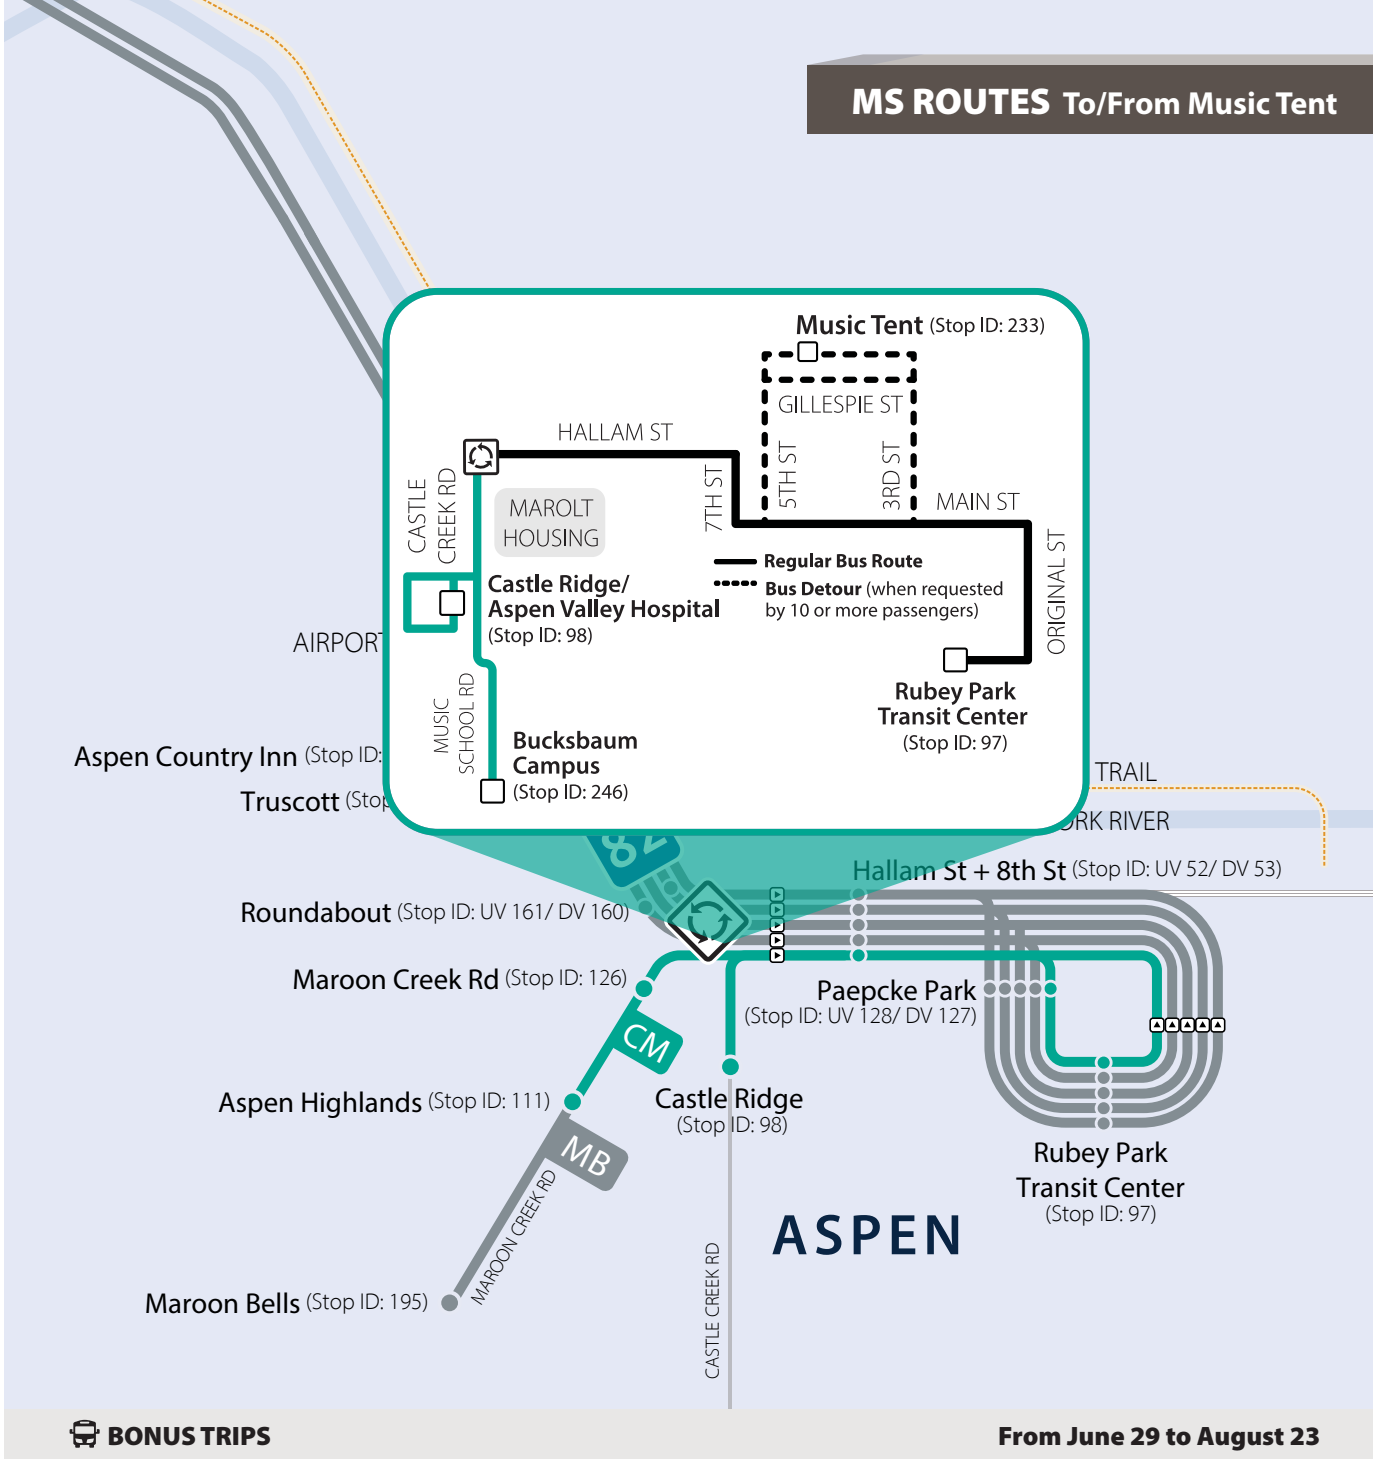 MS ROUTES To/From Music Tent
Music Tent (Stop ID: 233)
GILLESPIE ST
HALLAM ST
5TH ST
3RD ST
7TH ST
MAIN ST
CASTLE
CREEK RD
MAROLT
HOUSING
ORIGINAL ST
Regular Bus Route
Bus Detour (when requested
by 10 or more passengers)
Castle Ridge/
Aspen Valley Hospital
(Stop ID: 98)
AIRPORT
MUSIC
SCHOOL RD
Rubey Park
Transit Center
(Stop ID: 97)
Bucksbaum
Campus
(Stop ID: 246)
Aspen Country Inn (Stop ID:
Truscott (Stop
TRAIL
ORK RIVER
82
Hallam St + 8th St (Stop ID: UV 52/ DV 53)
Roundabout (Stop ID: UV 161/ DV 160)
Maroon Creek Rd (Stop ID: 126)
Paepcke Park
(Stop ID: UV 128/ DV 127)
CM
Aspen Highlands (Stop ID: 111)
Castle Ridge
(Stop ID: 98)
MB
Rubey Park
Transit Center
(Stop ID: 97)
MAROON CREEK RD
ASPEN
CASTLE CREEK RD
Maroon Bells (Stop ID: 195)
BONUS TRIPS
From June 29 to August 23